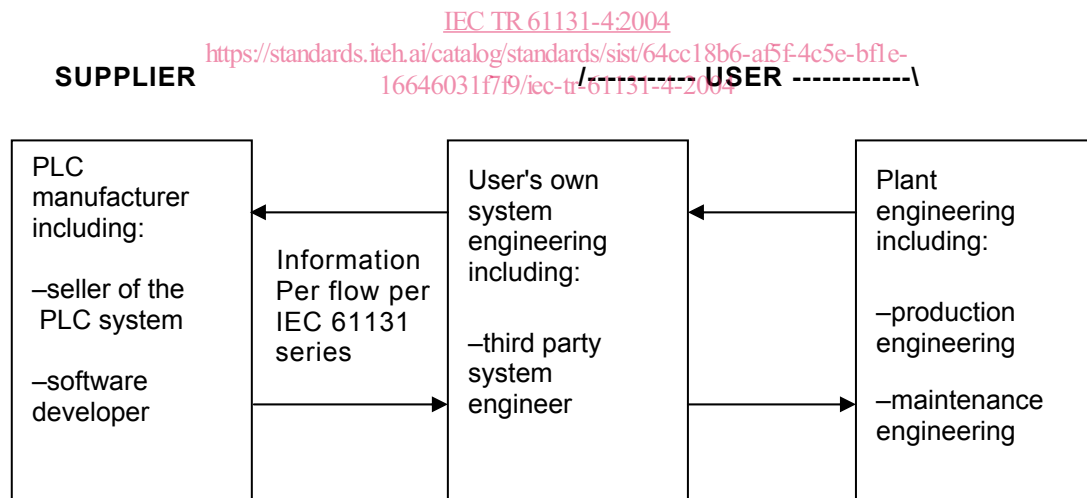 IEC TR 61131-4:2004
https://standards.iteh.ai/catalog/standards/sist/64cc18b6-af5f-4c5e-bf1e-
SUPPLIER
16646031f7f9/iec-tr-61131-4-2004
/----------- USER ------------\
PLC
manufacturer
including:
–seller of the
PLC system
–software
developer
Information
Per flow per
IEC 61131
series
User's own
system
engineering
including:
–third party
system
engineer
Plant
engineering
including:
–production
engineering
–maintenance
engineering